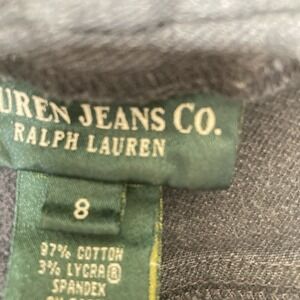 UREN JEANS CO.
RALPH LAUREN
8
97% COTTON
3% LYCRA®
SPANDEX